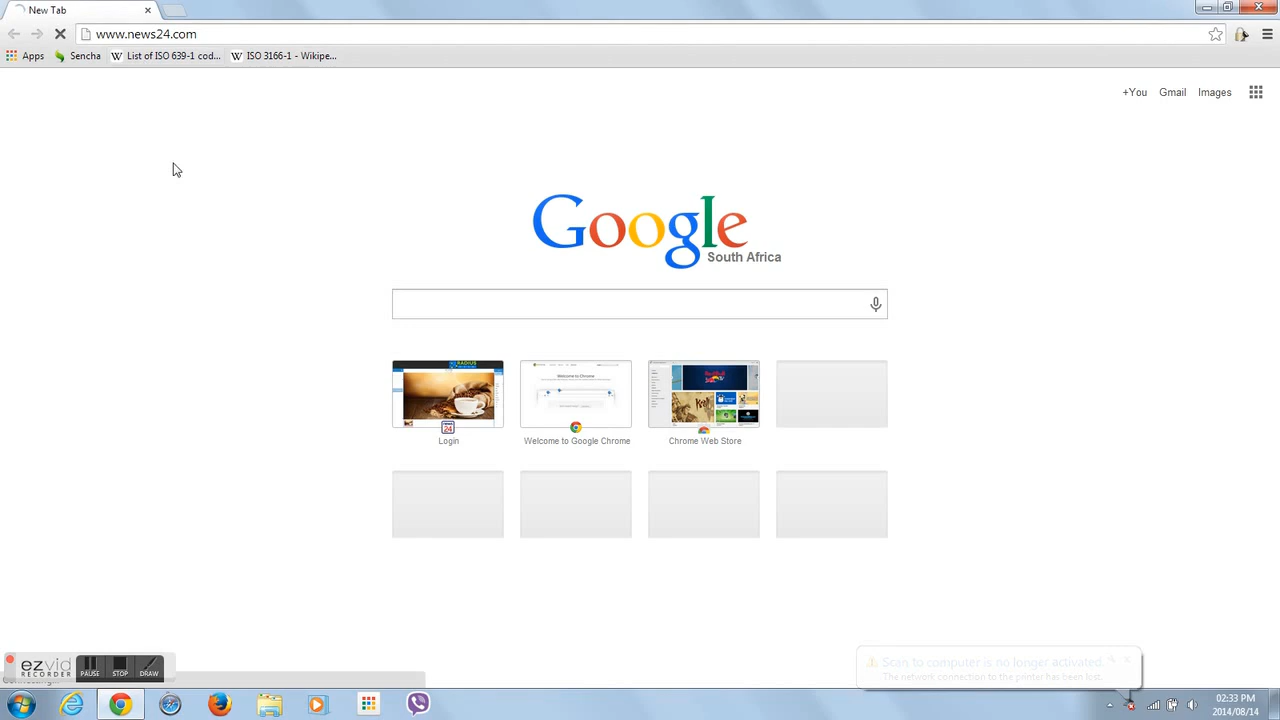 New Tab
www.news24.com
Apps Sencha List of ISO 639-1 cod... ISO 3166-1 - Wikipe...
+You Gmail Images
Google
South Africa
Login Welcome to Google Chrome Chrome Web Store
Scan to computer is no longer activated.
The network connection to the printer has been lost.
ezvid
RECORDER
PAUSE STOP DRAW
02:33 PM
2014/08/14